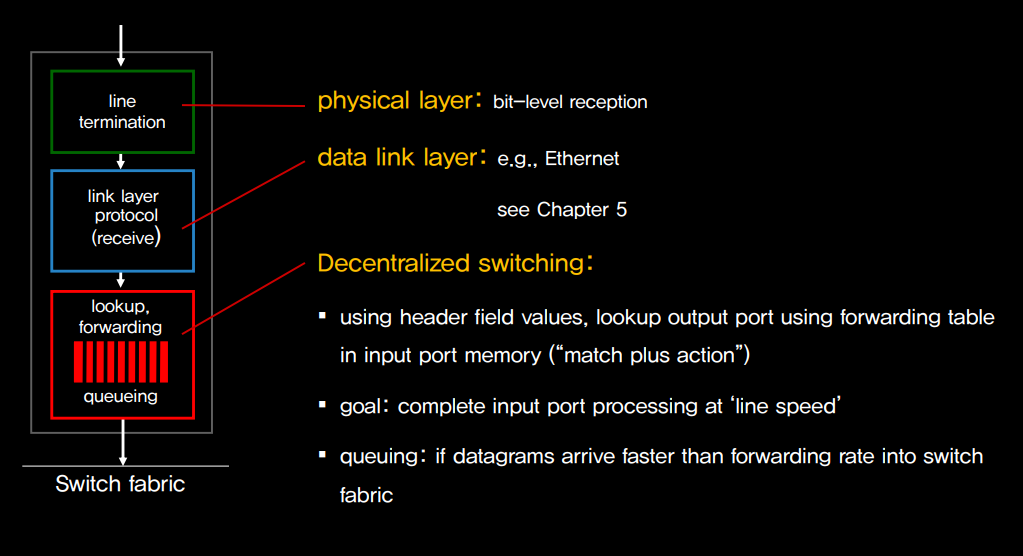 line
termination
link layer
protocol
(receive)
lookup,
forwarding
queueing
Switch fabric
physical layer: bit-level reception
data link layer: e.g., Ethernet
see Chapter 5
Decentralized switching:
▪ using header field values, lookup output port using forwarding table
in input port memory (“match plus action”)
▪ goal: complete input port processing at ‘line speed’
▪ queuing: if datagrams arrive faster than forwarding rate into switch
fabric